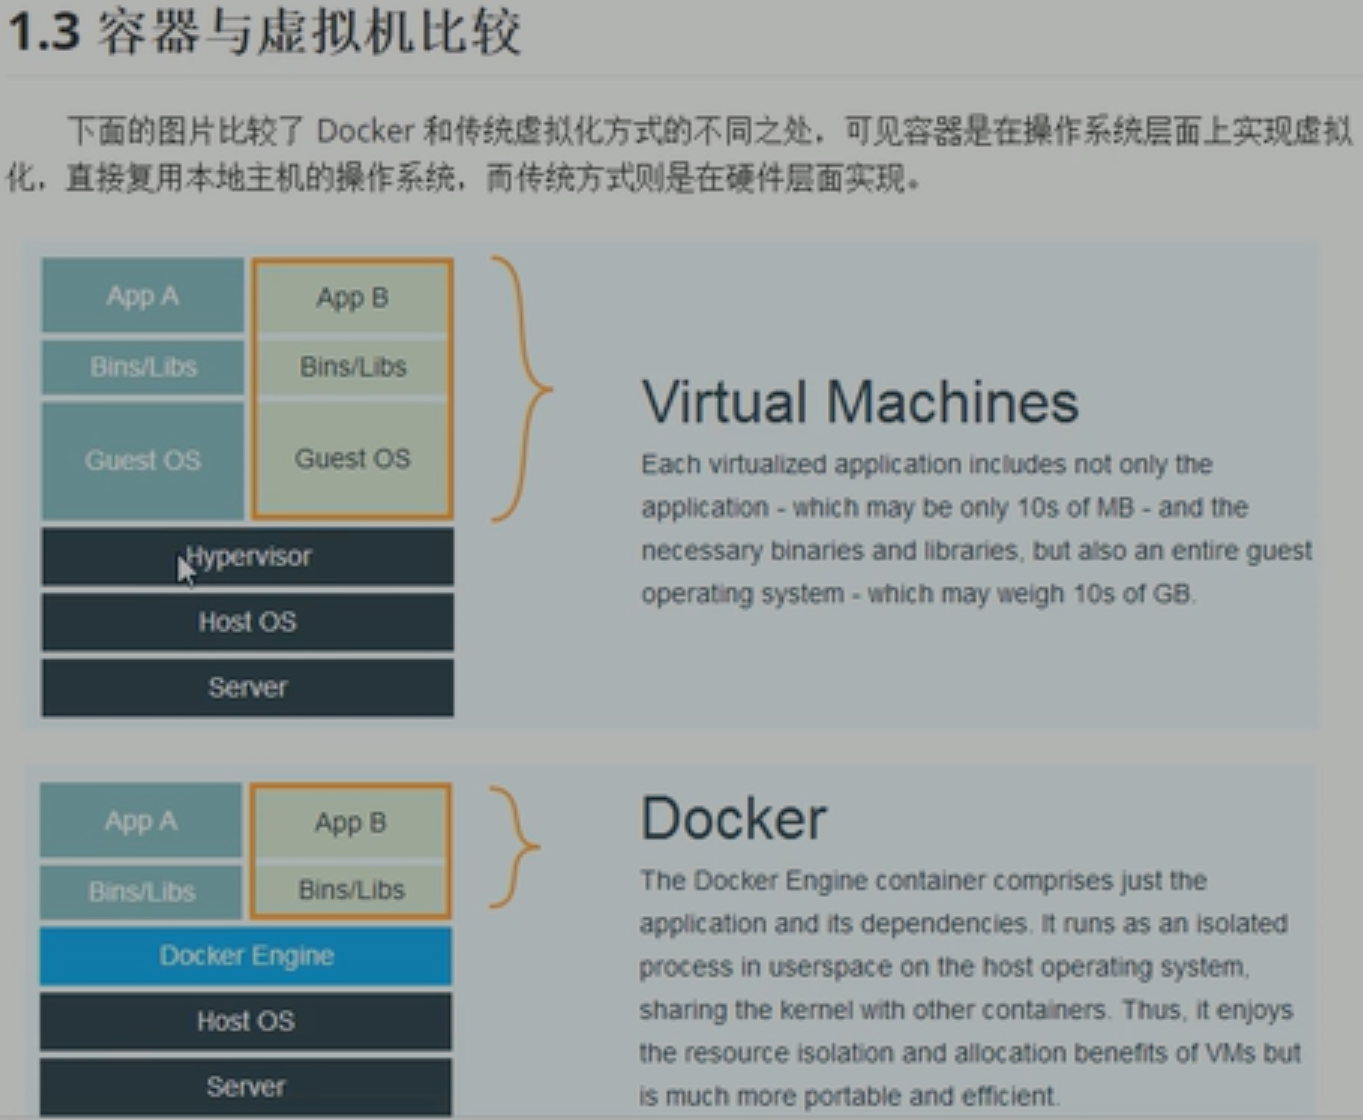 1.3 容器与虚拟机比较
下面的图片比较了 Docker 和传统虚拟化方式的不同之处，可见容器是在操作系统层面上实现虚拟
化，直接复用本地主机的操作系统，而传统方式则是在硬件层面实现。
App A
App B
Bins/Libs
Bins/Libs
Guest OS
Guest OS
Hypervisor
Host OS
Server
Virtual Machines
Each virtualized application includes not only the
application - which may be only 10s of MB - and the
necessary binaries and libraries, but also an entire guest
operating system - which may weigh 10s of GB.
App A
App B
Bins/Libs
Bins/Libs
Docker Engine
Host OS
Server
Docker
The Docker Engine container comprises just the
application and its dependencies. It runs as an isolated
process in userspace on the host operating system,
sharing the kernel with other containers. Thus, it enjoys
the resource isolation and allocation benefits of VMs but
is much more portable and efficient.